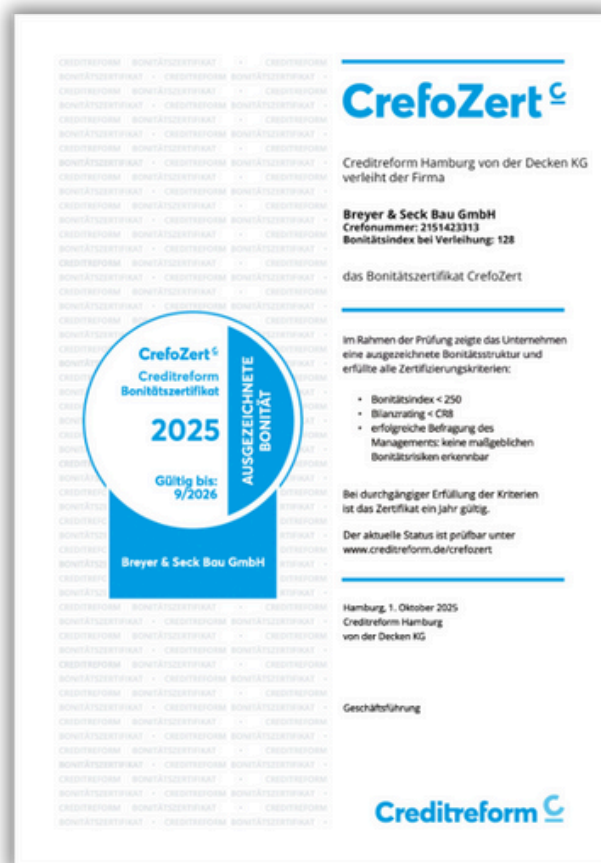 CrefoZert
Creditreform Hamburg von der Decken KG
verleiht der Firma
Breyer & Seck Bau GmbH
Crefonummer: 2151423313
Bonitätsindex bei Verleihung: 128
das Bonitätszertifikat CrefoZert
Im Rahmen der Prüfung zeigte das Unternehmen
eine ausgezeichnete Bonitätsstruktur und
erfüllte alle Zertifizierungskriterien:
• Bonitätsindex < 250
• Bilanzrating < CR8
• erfolgreiche Befragung des
Managements: keine maßgeblichen
Bonitätsrisiken erkennbar
Bei durchgängiger Erfüllung der Kriterien
ist das Zertifikat ein Jahr gültig.
Der aktuelle Status ist prüfbar unter
www.creditreform.de/crefozert
Hamburg, 1. Oktober 2025
Creditreform Hamburg
von der Decken KG
Geschäftsführung
Creditreform
CrefoZert
Creditreform
Bonitätszertifikat
2025
Gültig bis:
9/2026
AUSGEZEICHNETE
BONITÄT
Breyer & Seck Bau GmbH